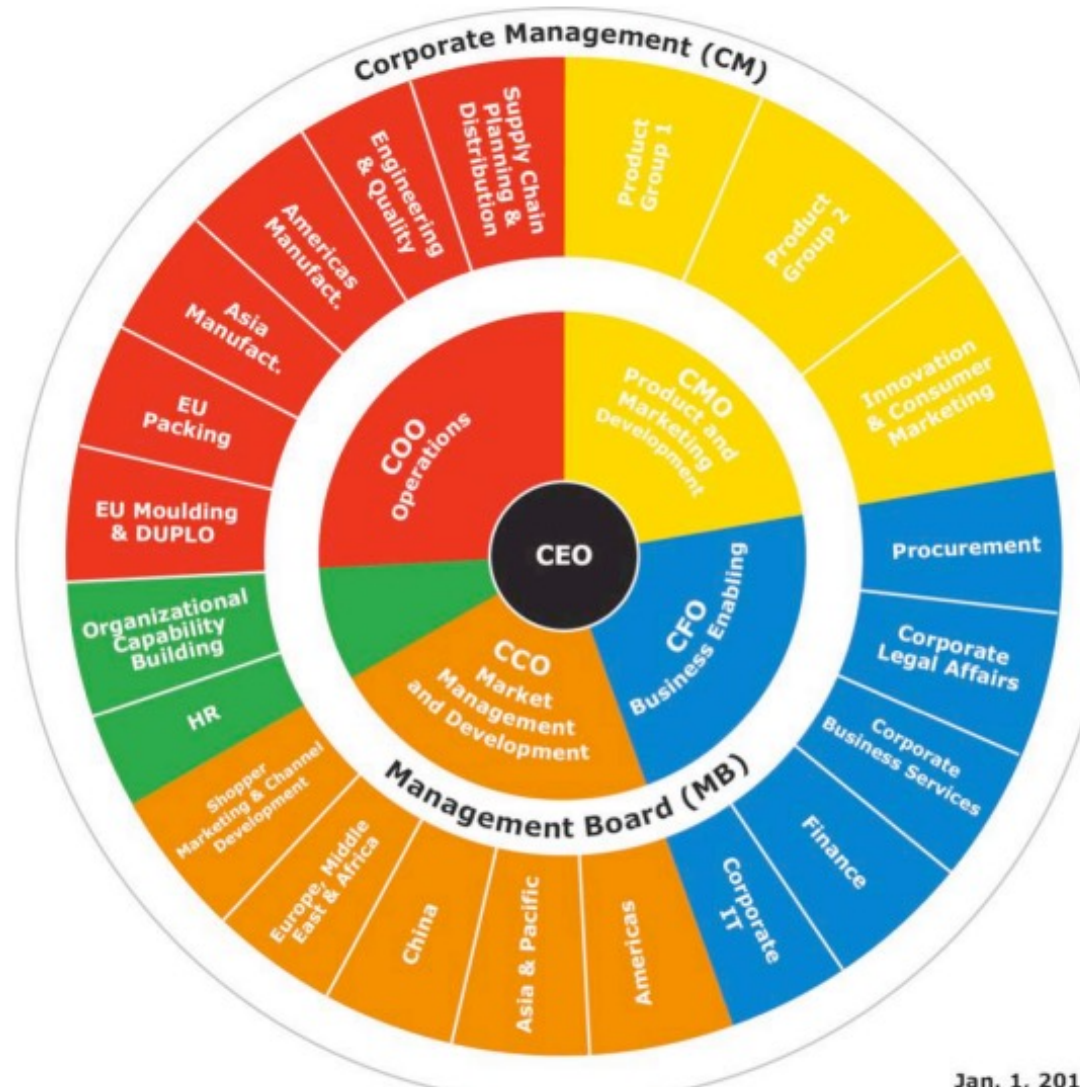 Corporate Management (CM)
Supply Chain
Planning &
Distribution
Product
Group 1
Product
Group 2
Innovation
& Consumer
Marketing
Procurement
Corporate
Legal Affairs
Corporate
Business Services
Finance
Corporate
IT
Americas
Asia & Pacific
China
Europe, Middle
East & Africa
Shopper
Marketing & Channel
Development
HR
Organizational
Capability
Building
EU Moulding
& DUPLO
EU
Packing
Asia
Manufact.
Americas
Manufact.
Engineering
& Quality
COO
Operations
CMO
Product and
Marketing
Development
CEO
CFO
Business Enabling
CCO
Market
Management
and Development
Management Board (MB)
Jan. 1, 201